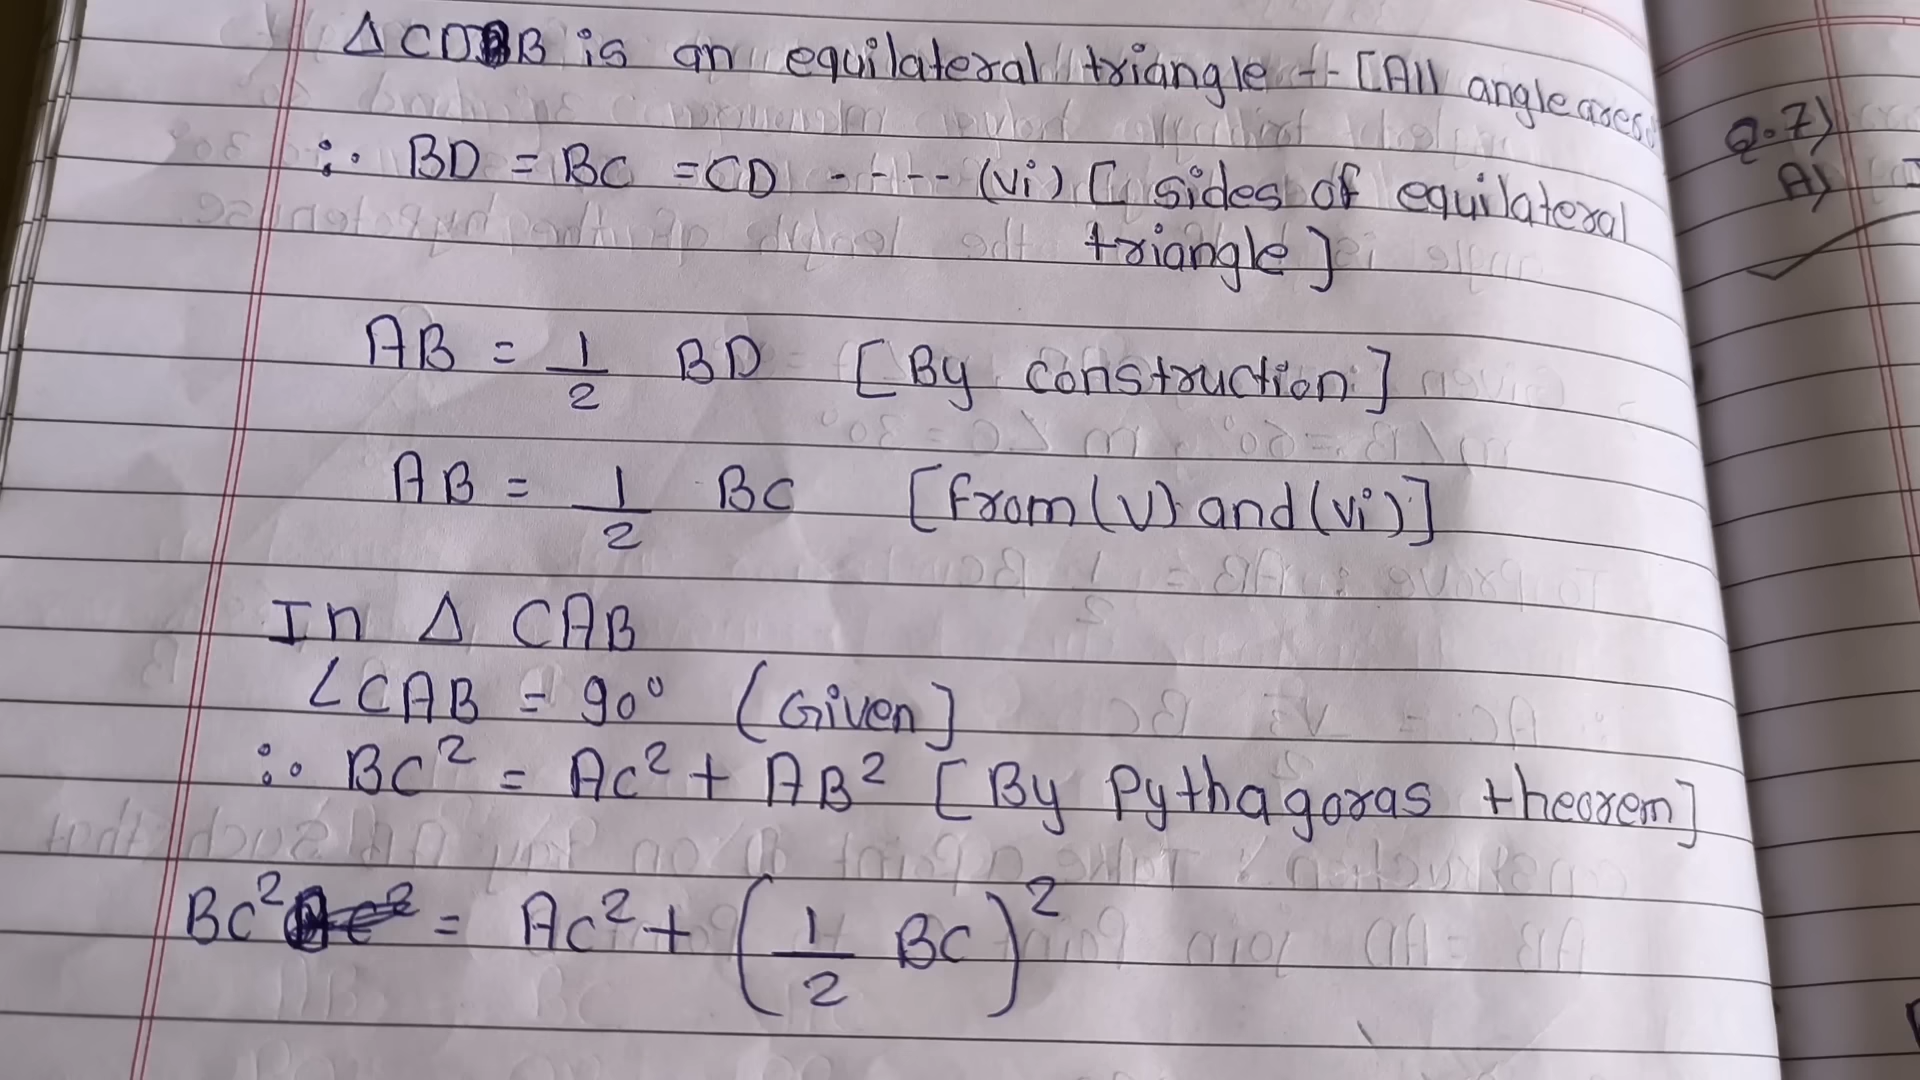 Δ CDB is an equilateral triangle -- [All angle
∴ BD = BC = CD ---- (vi) [ sides of equilateral
triangle]
AB = 1/2 BD [By construction]
AB = 1/2 BC [from (v) and (vi)]
In Δ CAB
∠CAB = 90° (Given]
∴ BC² = AC² + AB² [By Pythagoras theorem]
BC² = AC² + (1/2 BC)²
Q.7)
A)